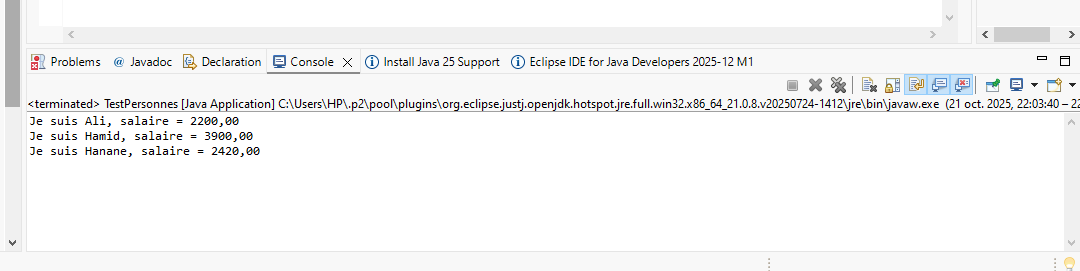 Problems @ Javadoc Declaration Console Install Java 25 Support Eclipse IDE for Java Developers 2025-12 M1
<terminated> TestPersonnes [Java Application] C:\Users\HP\.p2\pool\plugins\org.eclipse.justj.openjdk.hotspot.jre.full.win32.x86_64_21.0.8.v20250724-1412\jre\bin\javaw.exe (21 oct. 2025, 22:03:40 – 22
Je suis Ali, salaire = 2200,00
Je suis Hamid, salaire = 3900,00
Je suis Hanane, salaire = 2420,00